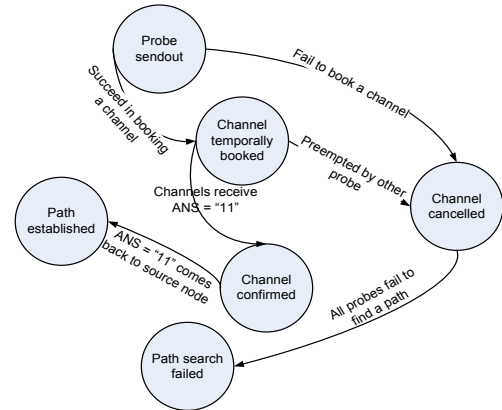 Probe
sendout
Fail to book a channel
Succeed in booking
a channel
Channel
temporally
booked
Preempted by other
probe
Channels receive
ANS = “11”
Channel
cancelled
Path
established
ANS = “11” comes
back to source node
Channel
confirmed
All probes fail to
find a path
Path search
failed